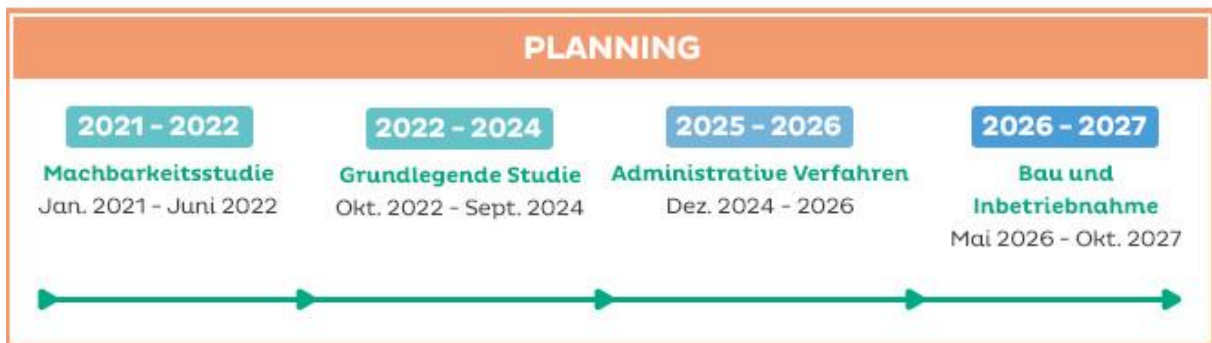 PLANNING
2021 – 2022
Machbarkeitsstudie
Jan. 2021 – Juni 2022
2022 – 2024
Grundlegende Studie
Okt. 2022 – Sept. 2024
2025 – 2026
Administrative Verfahren
Dez. 2024 – 2026
2026 – 2027
Bau und
Inbetriebnahme
Mai 2026 – Okt. 2027